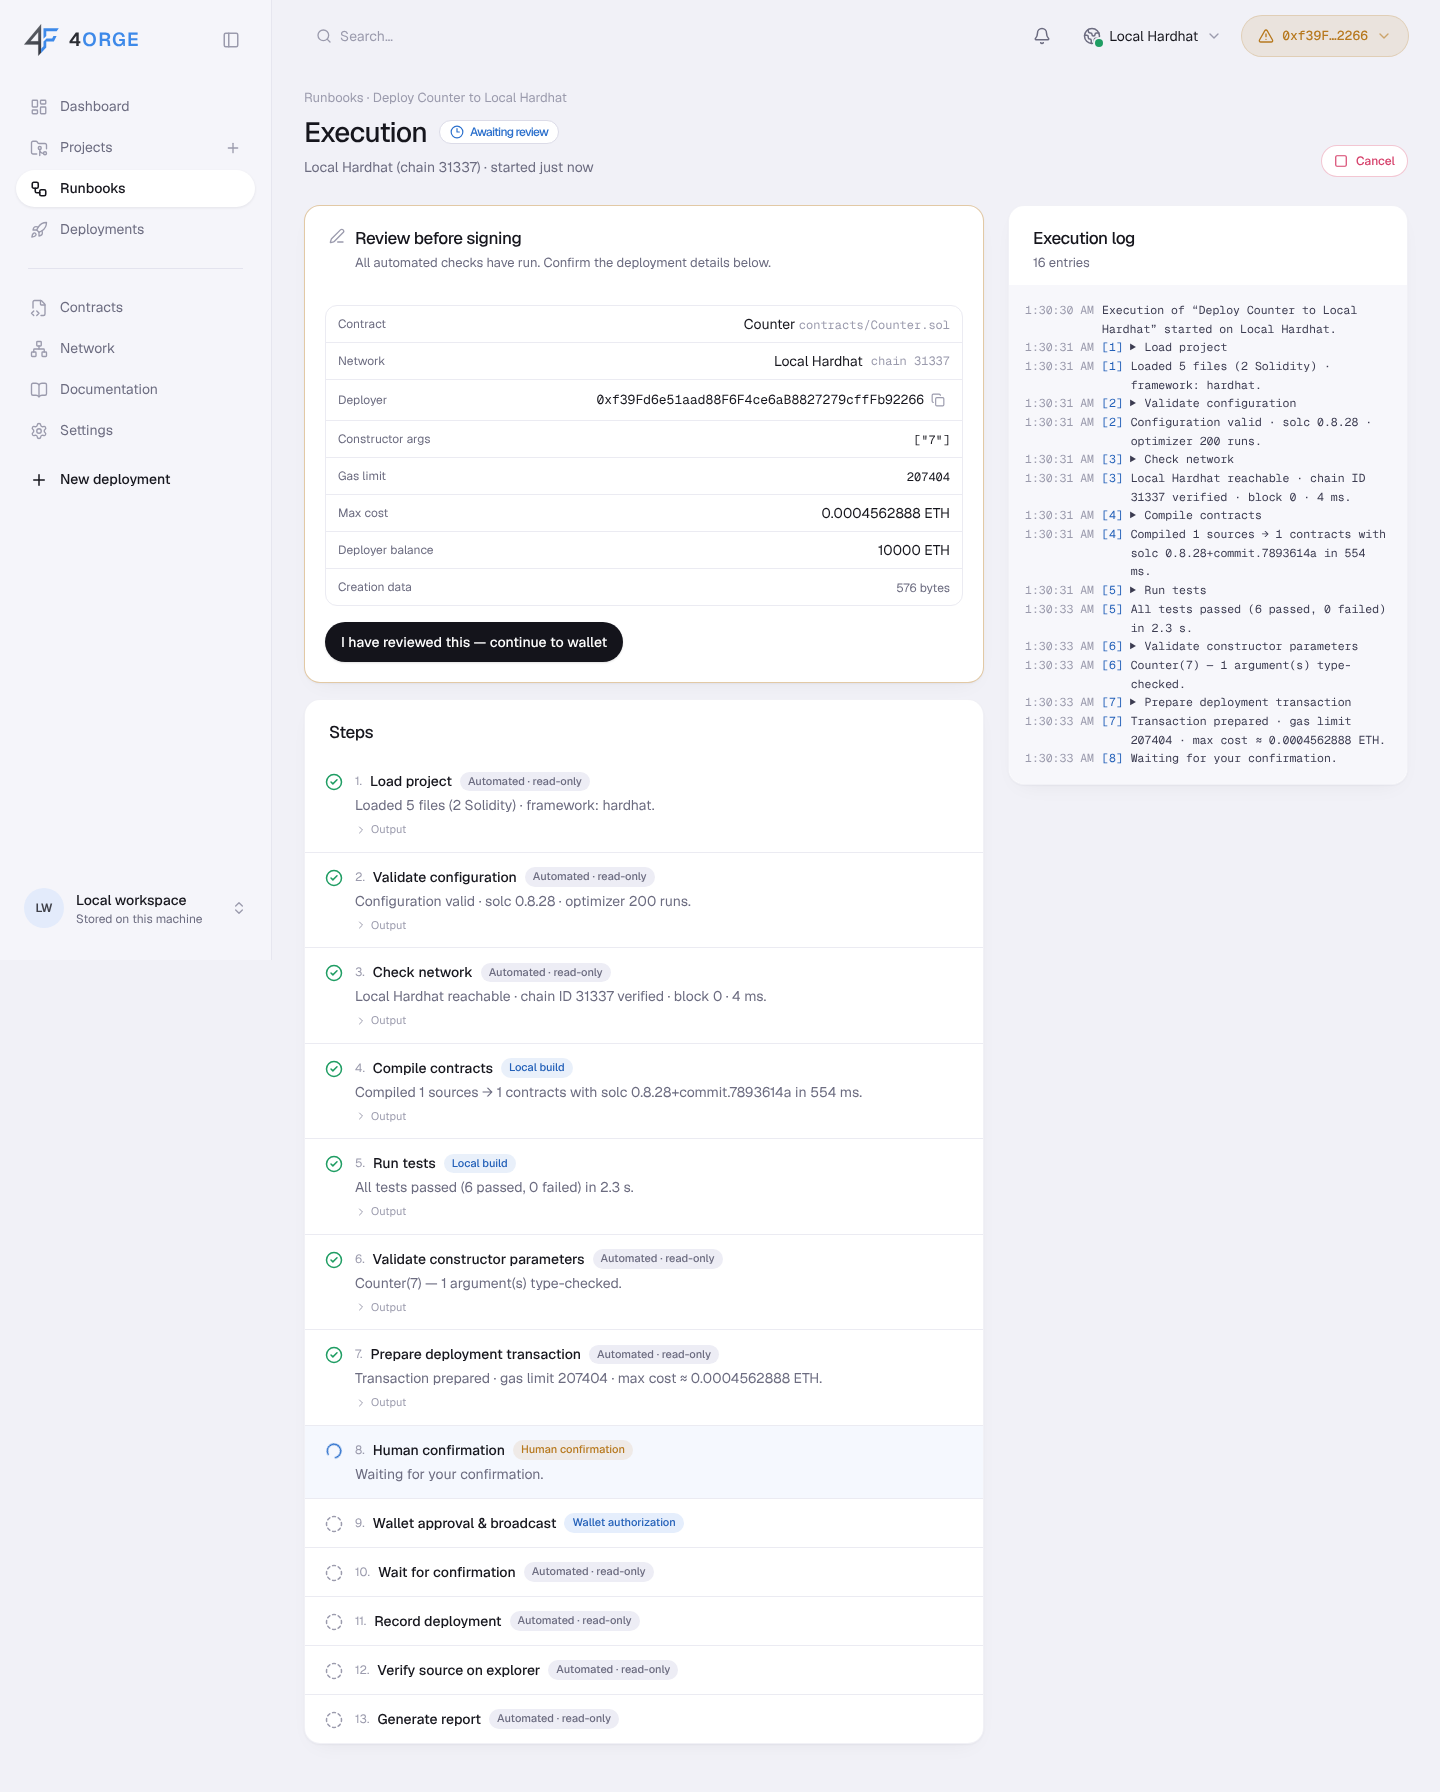 4ORGE
Dashboard
Projects
Runbooks
Deployments
Contracts
Network
Documentation
Settings
New deployment
LW
Local workspace
Stored on this machine
Search...
Local Hardhat
0xf39F…2266
Runbooks · Deploy Counter to Local Hardhat
Execution
Awaiting review
Local Hardhat (chain 31337) · started just now
Cancel
Review before signing
All automated checks have run. Confirm the deployment details below.
Contract
Counter contracts/Counter.sol
Network
Local Hardhat chain 31337
Deployer
0xf39Fd6e51aad88F6F4ce6aB8827279cffFb92266
Constructor args
["7"]
Gas limit
207404
Max cost
0.0004562888 ETH
Deployer balance
10000 ETH
Creation data
576 bytes
I have reviewed this — continue to wallet
Steps
1. Load project Automated · read-only
Loaded 5 files (2 Solidity) · framework: hardhat.
Output
2. Validate configuration Automated · read-only
Configuration valid · solc 0.8.28 · optimizer 200 runs.
Output
3. Check network Automated · read-only
Local Hardhat reachable · chain ID 31337 verified · block 0 · 4 ms.
Output
4. Compile contracts Local build
Compiled 1 sources → 1 contracts with solc 0.8.28+commit.7893614a in 554 ms.
Output
5. Run tests Local build
All tests passed (6 passed, 0 failed) in 2.3 s.
Output
6. Validate constructor parameters Automated · read-only
Counter(7) — 1 argument(s) type-checked.
Output
7. Prepare deployment transaction Automated · read-only
Transaction prepared · gas limit 207404 · max cost ≈ 0.0004562888 ETH.
Output
8. Human confirmation Human confirmation
Waiting for your confirmation.
9. Wallet approval & broadcast Wallet authorization
10. Wait for confirmation Automated · read-only
11. Record deployment Automated · read-only
12. Verify source on explorer Automated · read-only
13. Generate report Automated · read-only
Execution log
16 entries
1:30:30 AM Execution of “Deploy Counter to Local
Hardhat” started on Local Hardhat.
1:30:31 AM [1] ▶ Load project
1:30:31 AM [1] Loaded 5 files (2 Solidity) ·
framework: hardhat.
1:30:31 AM [2] ▶ Validate configuration
1:30:31 AM [2] Configuration valid · solc 0.8.28 ·
optimizer 200 runs.
1:30:31 AM [3] ▶ Check network
1:30:31 AM [3] Local Hardhat reachable · chain ID
31337 verified · block 0 · 4 ms.
1:30:31 AM [4] ▶ Compile contracts
1:30:31 AM [4] Compiled 1 sources → 1 contracts with
solc 0.8.28+commit.7893614a in 554
ms.
1:30:31 AM [5] ▶ Run tests
1:30:33 AM [5] All tests passed (6 passed, 0 failed)
in 2.3 s.
1:30:33 AM [6] ▶ Validate constructor parameters
1:30:33 AM [6] Counter(7) — 1 argument(s) type-
checked.
1:30:33 AM [7] ▶ Prepare deployment transaction
1:30:33 AM [7] Transaction prepared · gas limit
207404 · max cost ≈ 0.0004562888 ETH.
1:30:33 AM [8] Waiting for your confirmation.